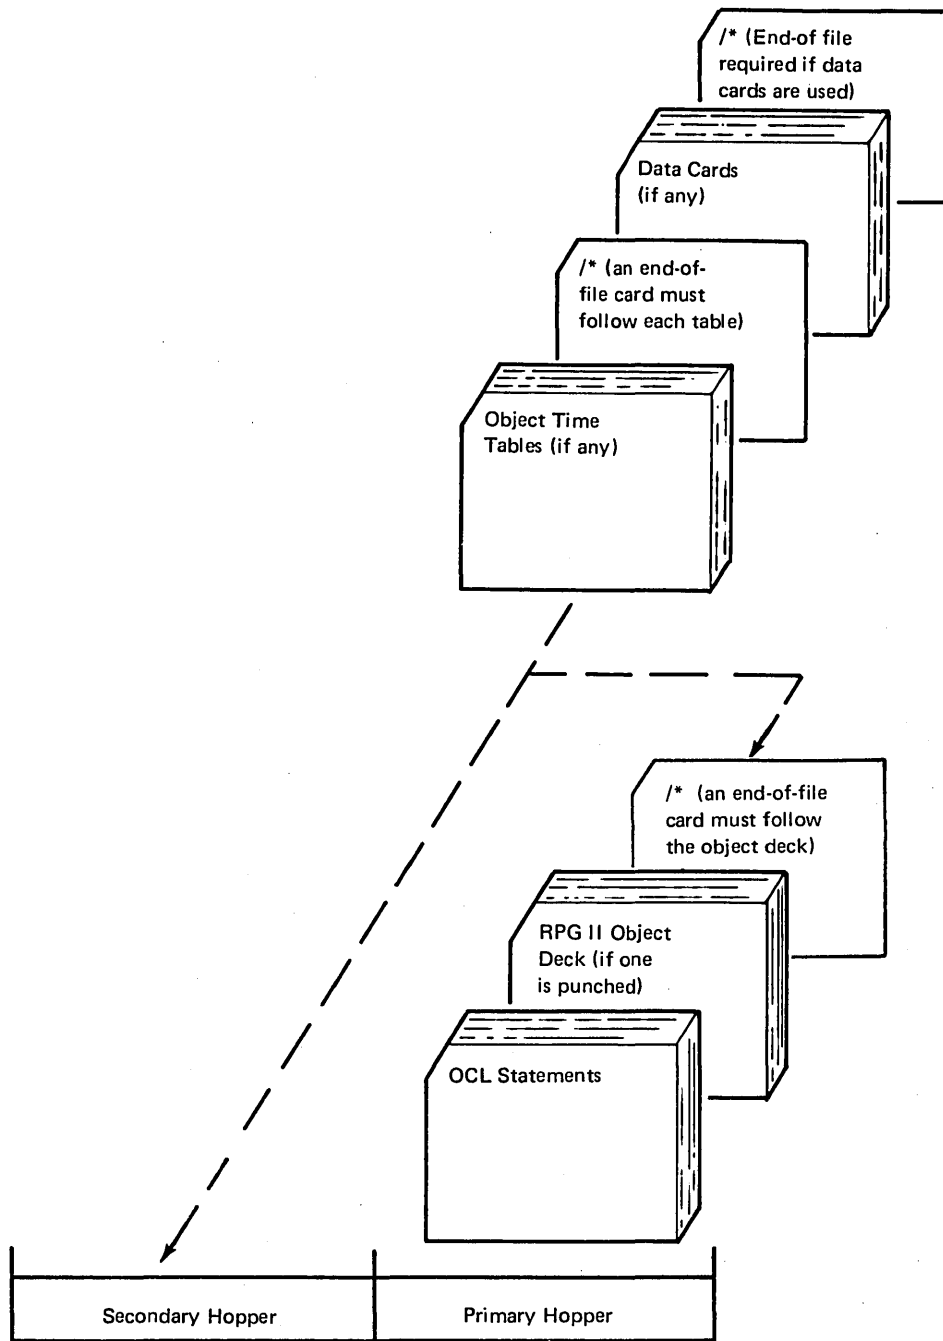 /* (End-of file
required if data
cards are used)
Data Cards
(if any)
/* (an end-of-
file card must
follow each table)
Object Time
Tables (if any)
/* (an end-of-file
card must follow
the object deck)
RPG II Object
Deck (if one
is punched)
OCL Statements
Secondary Hopper
Primary Hopper